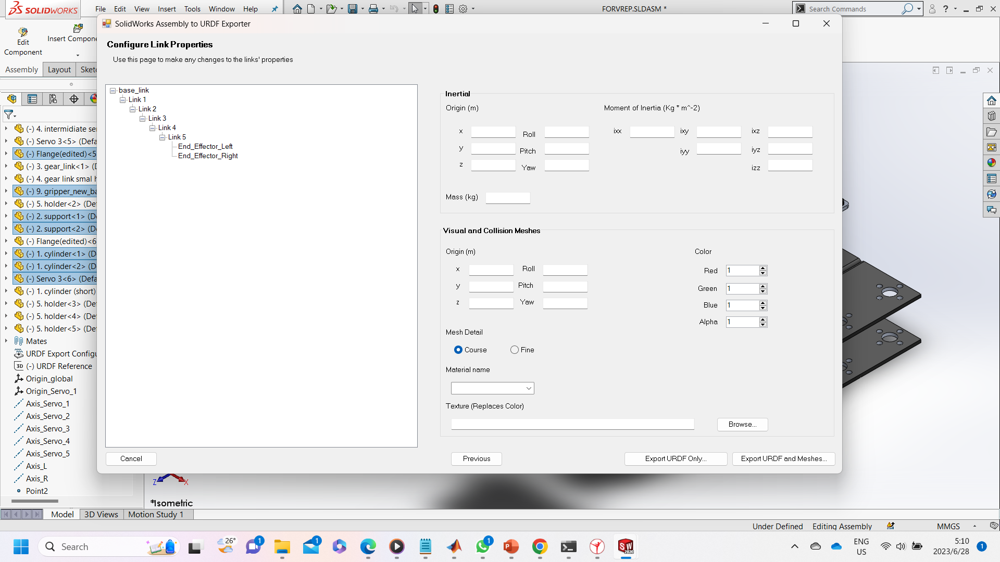 SOLIDWORKS
File Edit View Insert Tools Window Help
FORVREP.SLDASM *
Search Commands
?
Edit Component
Insert Compone
Assembly Layout Sketc
SolidWorks Assembly to URDF Exporter
Configure Link Properties
Use this page to make any changes to the links' properties
(-) 4. intermidiate se
(-) Servo 3<5> (Defa
(-) Flange(edited)<5
(-) 3. gear_link<1> (D
(-) 4. gear link smal h
(-) 9. gripper_new_ba
(-) 5. holder<2> (De
(-) 2. support<1> (D
(-) 2. support<2> (D
(-) Flange(edited)<6
(-) 1. cylinder<1> (D
(-) 1. cylinder<2> (D
(-) Servo 3<6> (Defa
(-) 1. cylinder (short)
(-) 5. holder<3> (De
(-) 5. holder<4> (De
(-) 5. holder<5> (De
Mates
URDF Export Configu
3D (-) URDF Reference
Origin_global
Origin_Servo_1
Axis_Servo_1
Axis_Servo_2
Axis_Servo_3
Axis_Servo_4
Axis_Servo_5
Axis_L
Axis_R
Point2
base_link
Link 1
Link 2
Link 3
Link 4
Link 5
End_Effector_Left
End_Effector_Right
Inertial
Origin (m)
Moment of Inertia (Kg * m^-2)
x Roll ixx ixy ixz
y Pitch iyy iyz
z Yaw izz
Mass (kg)
Visual and Collision Meshes
Origin (m)
Color
x Roll Red 1
y Pitch Green 1
z Yaw Blue 1
Alpha 1
Mesh Detail
Course Fine
Material name
Texture (Replaces Color)
Browse...
Cancel Previous Export URDF Only... Export URDF and Meshes...
Z X
*Isometric
Model 3D Views Motion Study 1
Under Defined Editing Assembly MMGS
Search
26°
1
1
1
SW
2020
ENG
US
5:10
2023/6/28
1